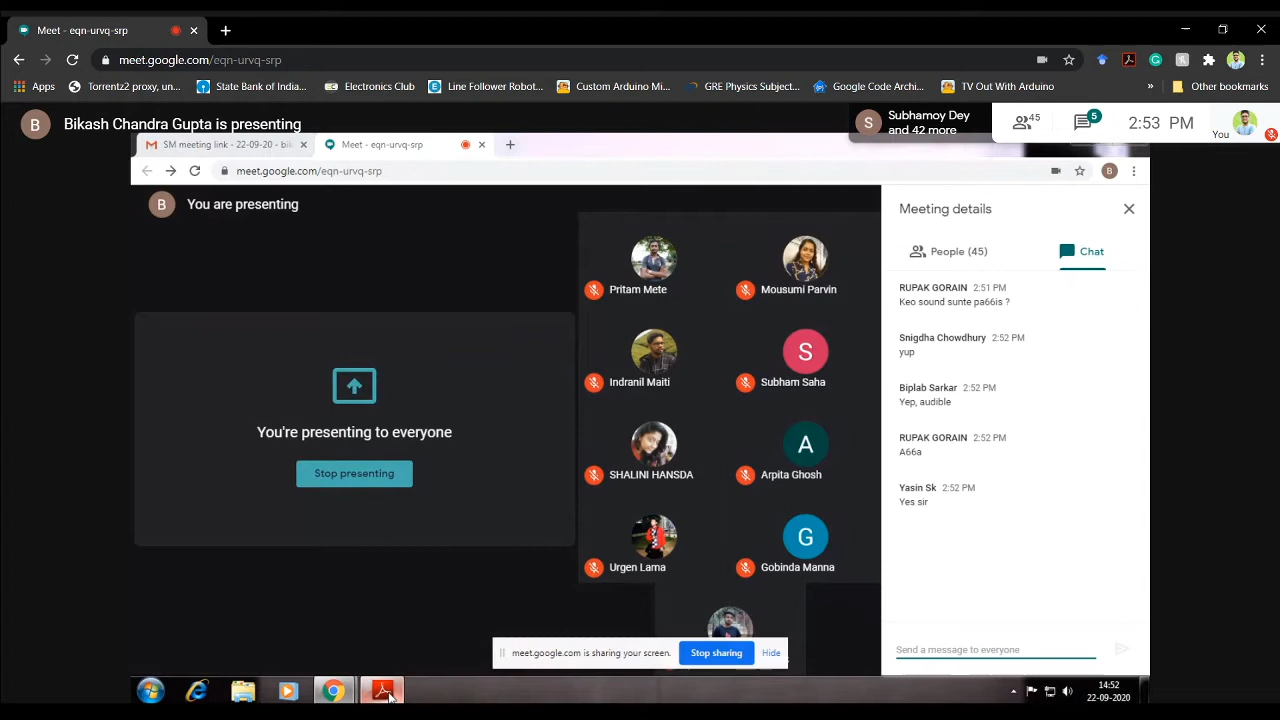 Meet - eqn-urvq-srp
meet.google.com/eqn-urvq-srp
Apps Torrentz2 proxy, un... State Bank of India... Electronics Club Line Follower Robot... Custom Arduino Mi... GRE Physics Subject... Google Code Archi... TV Out With Arduino » Other bookmarks
B Bikash Chandra Gupta is presenting
S Subhamoy Dey
and 42 more
45
5
2:53 PM
You
SM meeting link - 22-09-20 - bi
Meet - eqn-urvq-srp
meet.google.com/eqn-urvq-srp
B
B You are presenting
You're presenting to everyone
Stop presenting
Pritam Mete
Mousumi Parvin
Indranil Maiti
S
Subham Saha
SHALINI HANSDA
A
Arpita Ghosh
Urgen Lama
G
Gobinda Manna
Meeting details
People (45) Chat
RUPAK GORAIN 2:51 PM
Keo sound sunte pa66is ?
Snigdha Chowdhury 2:52 PM
yup
Biplab Sarkar 2:52 PM
Yep, audible
RUPAK GORAIN 2:52 PM
A66a
Yasin Sk 2:52 PM
Yes sir
Send a message to everyone
meet.google.com is sharing your screen. Stop sharing Hide
14:52
22-09-2020